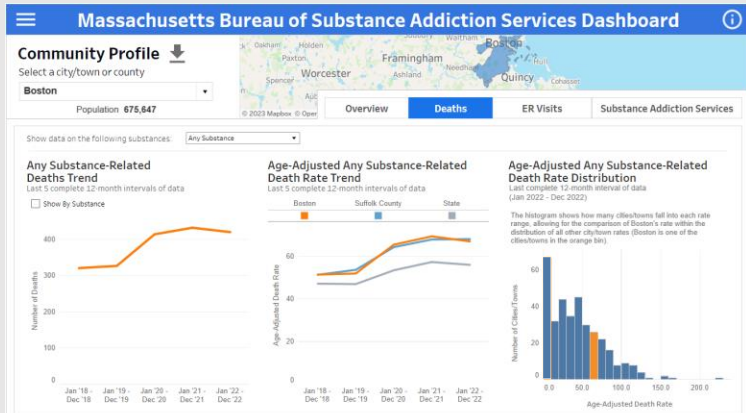 Massachusetts Bureau of Substance Addiction Services Dashboard
Community Profile
Select a city/town or county
Boston
Population 675,647
Oakham Holden
Paxton
Spencer Worcester
Framingham
Ashland
Waltham
Boston
Quincy
Hull
Cohasset
© 2023 Mapbox © Open
Overview Deaths ER Visits Substance Addiction Services
Show data on the following substances: Any Substance
Any Substance-Related
Deaths Trend
Last 5 complete 12-month intervals of data
Show By Substance
Number of Deaths
400
300
200
100
0
Jan '18 - Dec '18
Jan '19 - Dec '19
Jan '20 - Dec '20
Jan '21 - Dec '21
Jan '22 - Dec '22
Age-Adjusted Any Substance-Related
Death Rate Trend
Last 5 complete 12-month intervals of data
Boston Suffolk County State
Age-Adjusted Death Rate
60
40
20
0
Jan '18 - Dec '18
Jan '19 - Dec '19
Jan '20 - Dec '20
Jan '21 - Dec '21
Jan '22 - Dec '22
Age-Adjusted Any Substance-Related
Death Rate Distribution
Last complete 12-month interval of data
(Jan 2022 - Dec 2022)
The histogram shows how many cities/towns fall into each rate
range, allowing for the comparison of Boston's rate within the
distribution of all other city/town rates (Boston is one of the
cities/towns in the orange bin).
Number of Cities/Towns
60
40
20
0
0.0 50.0 100.0 150.0 200.0
Age-Adjusted Death Rate